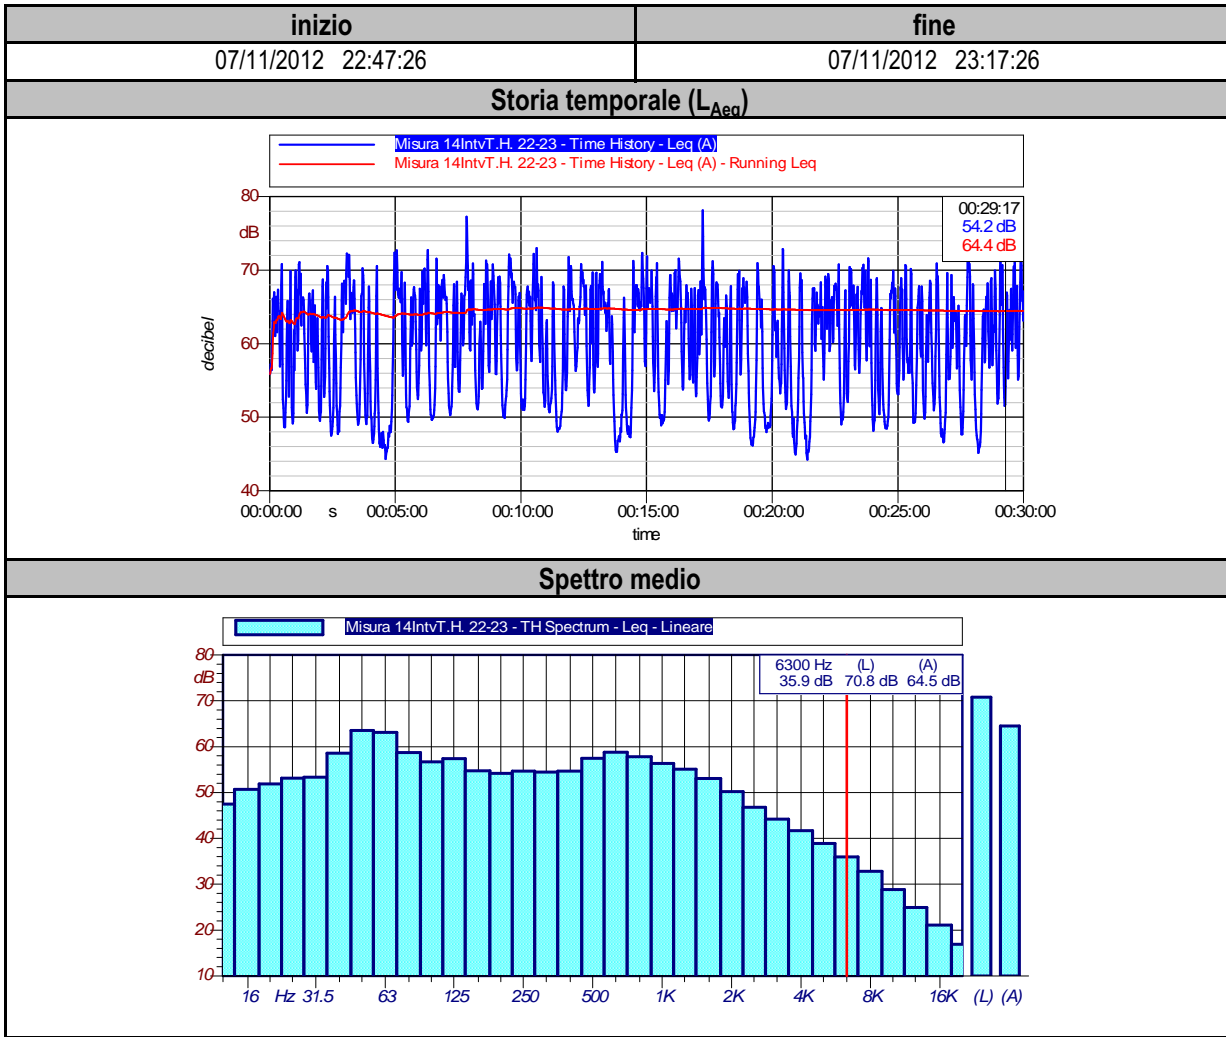 inizio fine
07/11/2012 22:47:26 07/11/2012 23:17:26
Storia temporale (LAeq)
Misura 14IntvT.H. 22-23 - Time History - Leq (A)
Misura 14IntvT.H. 22-23 - Time History - Leq (A) - Running Leq
80
dB
70
60
50
40
decibel
00:29:17
54.2 dB
64.4 dB
00:00:00 s 00:05:00 00:10:00 00:15:00 00:20:00 00:25:00 00:30:00
time
Spettro medio
Misura 14IntvT.H. 22-23 - TH Spectrum - Leq - Lineare
80
dB
70
60
50
40
30
20
10
6300 Hz (L) (A)
35.9 dB 70.8 dB 64.5 dB
16 Hz 31.5 63 125 250 500 1K 2K 4K 8K 16K (L) (A)